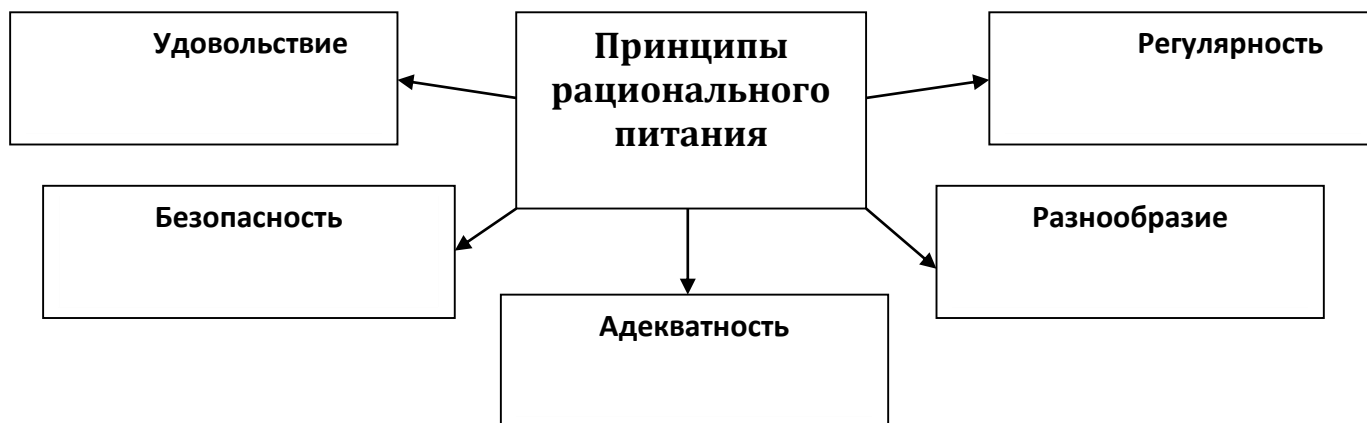 Принципы
рационального
питания
Удовольствие
Регулярность
Безопасность
Разнообразие
Адекватность